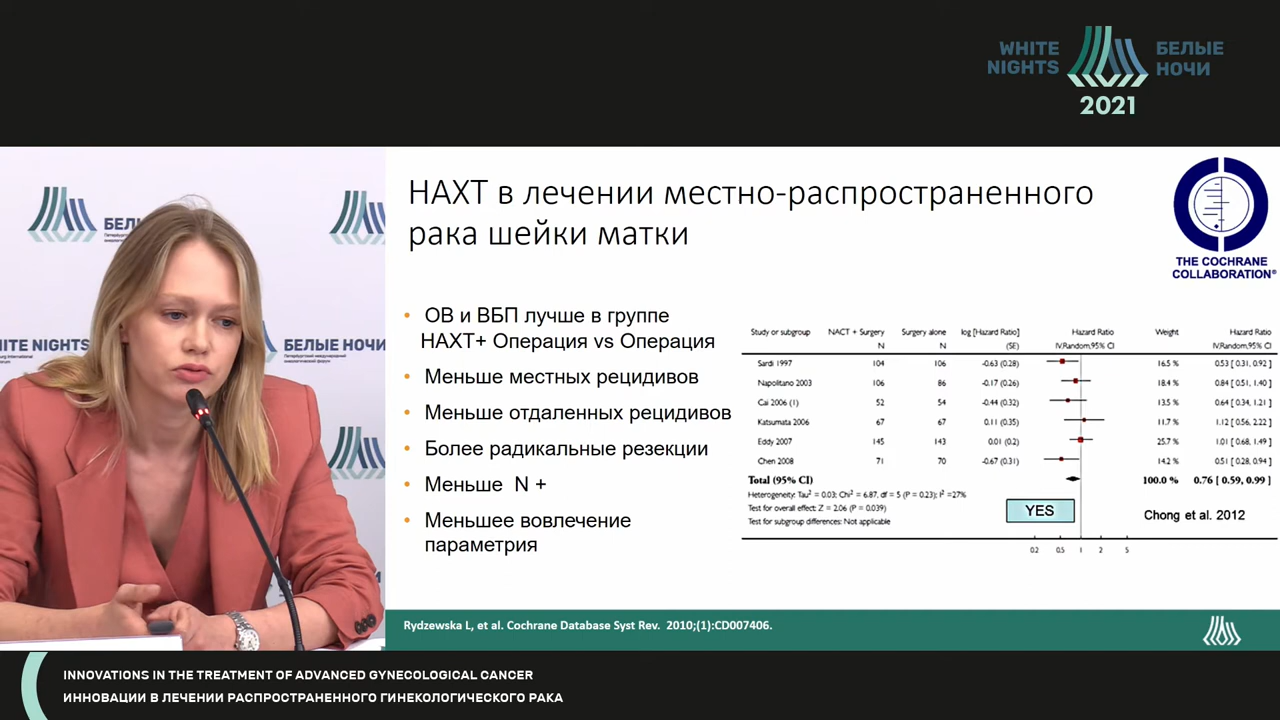 WHITE NIGHTS
БЕЛЫЕ НОЧИ
2021
НАХТ в лечении местно-распространенного
рака шейки матки
THE COCHRANE
COLLABORATION®
• ОВ и ВБП лучше в группе
НАХТ+ Операция vs Операция
• Меньше местных рецидивов
• Меньше отдаленных рецидивов
• Более радикальные резекции
• Меньше N +
• Меньшее вовлечение
параметрия
Study or subgroup NACT + Surgery Surgery alone log [Hazard Ratio] Hazard Ratio Weight Hazard Ratio
N N (SE) IV,Random,95% CI IV,Random,95% CI
Sardi 1997 104 106 -0.63 (0.28) 16.5 % 0.53 [ 0.31, 0.92 ]
Napolitano 2003 106 86 -0.17 (0.26) 18.4 % 0.84 [ 0.51, 1.40 ]
Cai 2006 (1) 52 54 -0.44 (0.32) 13.5 % 0.64 [ 0.34, 1.21 ]
Katsumata 2006 67 67 0.11 (0.35) 11.7 % 1.12 [ 0.56, 2.22 ]
Eddy 2007 145 143 0.01 (0.2) 25.7 % 1.01 [ 0.68, 1.49 ]
Chen 2008 71 70 -0.67 (0.31) 14.2 % 0.51 [ 0.28, 0.94 ]
Total (95% CI) 100.0 % 0.76 [ 0.59, 0.99 ]
Heterogeneity: Tau² = 0.03; Chi² = 6.87, df = 5 (P = 0.23); I² =27%
Test for overall effect: Z = 2.06 (P = 0.039)
Test for subgroup differences: Not applicable
YES
Chong et al. 2012
0.2 0.5 1 2 5
Rydzewska L, et al. Cochrane Database Syst Rev. 2010;(1):CD007406.
INNOVATIONS IN THE TREATMENT OF ADVANCED GYNECOLOGICAL CANCER
ИННОВАЦИИ В ЛЕЧЕНИИ РАСПРОСТРАНЕННОГО ГИНЕКОЛОГИЧЕСКОГО РАКА